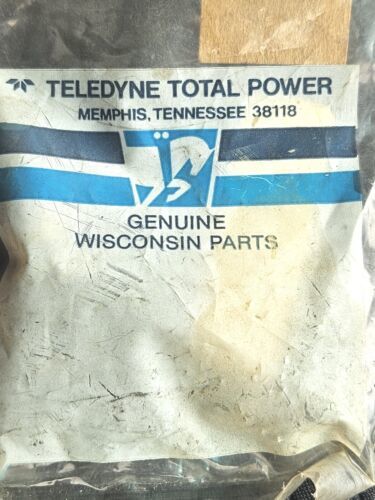 TELEDYNE TOTAL POWER
MEMPHIS, TENNESSEE 38118
GENUINE
WISCONSIN PARTS